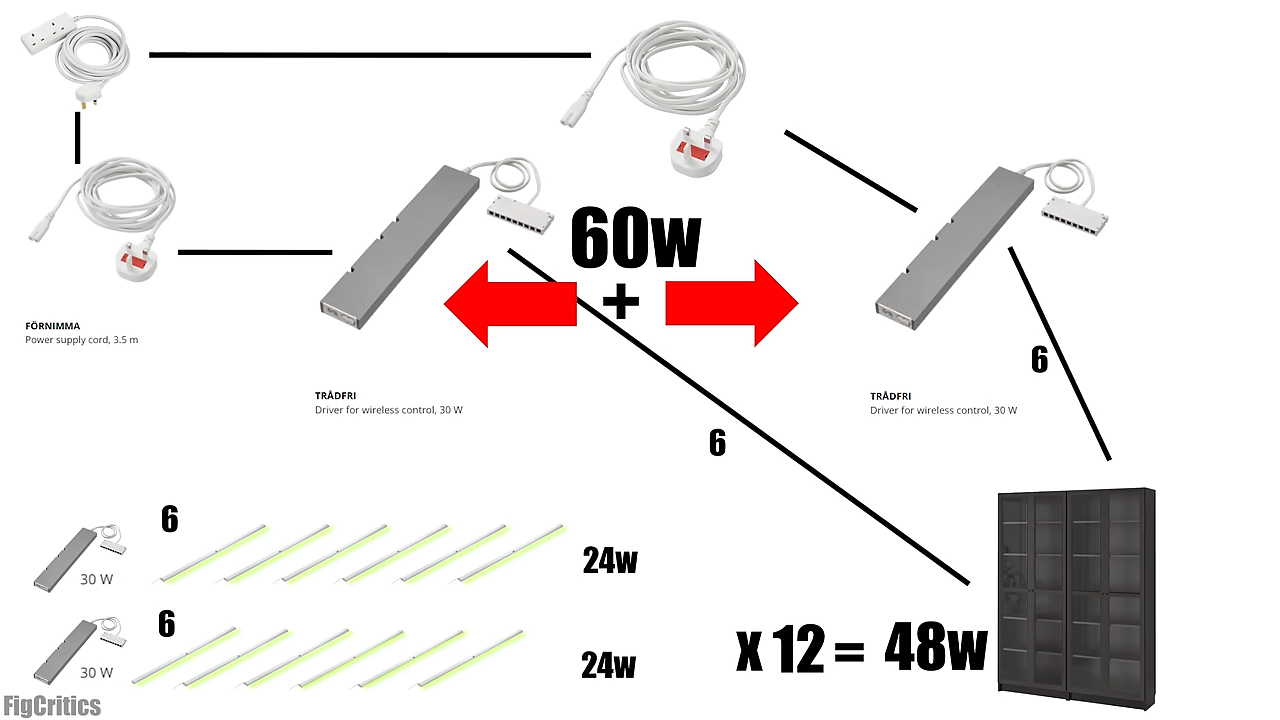 60w
+
FÖRNIMMA
Power supply cord, 3.5 m
TRÅDFRI
Driver for wireless control, 30 W
TRÅDFRI
Driver for wireless control, 30 W
6
6
6
30 W
24w
6
30 W
24w
x 12 = 48w
FigCritics